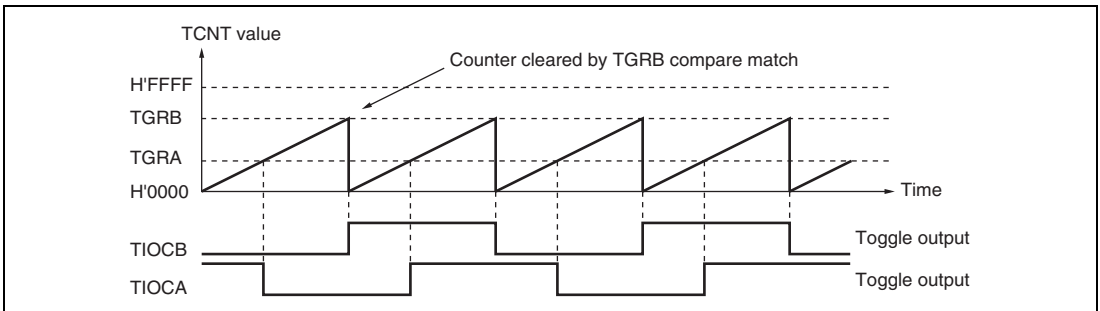 TCNT value
Counter cleared by TGRB compare match
H'FFFF
TGRB
TGRA
H'0000
Time
TIOCB
Toggle output
TIOCA
Toggle output